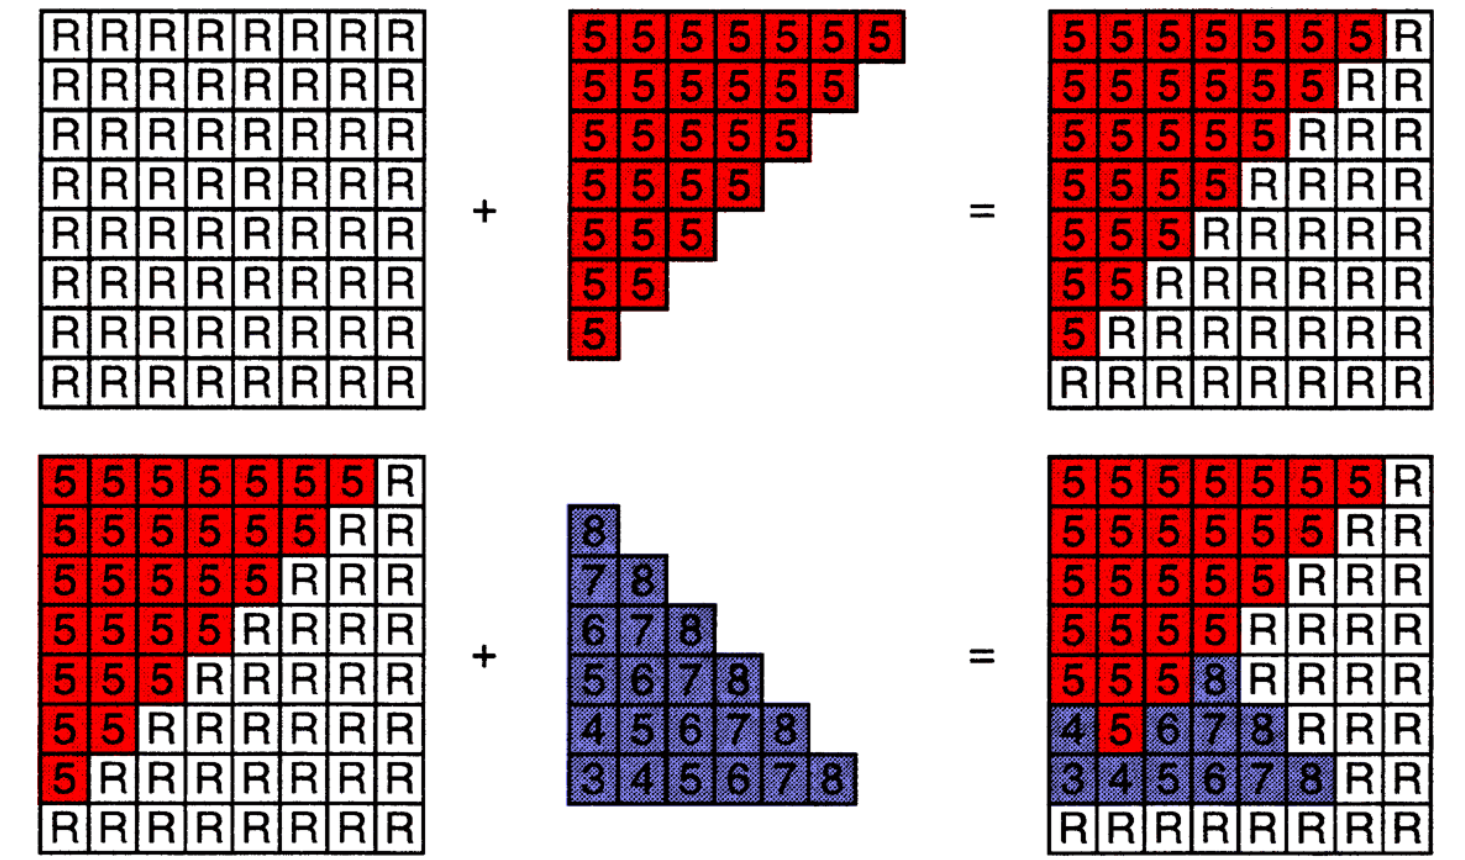 R R R R R R R R
R R R R R R R R
R R R R R R R R
R R R R R R R R
R R R R R R R R
R R R R R R R R
R R R R R R R R
R R R R R R R R
+
5 5 5 5 5 5 5
5 5 5 5 5 5
5 5 5 5 5
5 5 5 5
5 5 5
5 5
5
=
5 5 5 5 5 5 5 R
5 5 5 5 5 5 R R
5 5 5 5 5 R R R
5 5 5 5 R R R R
5 5 5 R R R R R
5 5 R R R R R R
5 R R R R R R R
R R R R R R R R
5 5 5 5 5 5 5 R
5 5 5 5 5 5 R R
5 5 5 5 5 R R R
5 5 5 5 R R R R
5 5 5 R R R R R
5 5 R R R R R R
5 R R R R R R R
R R R R R R R R
+
8
7 8
6 7 8
5 6 7 8
4 5 6 7 8
3 4 5 6 7 8
=
5 5 5 5 5 5 5 R
5 5 5 5 5 5 R R
5 5 5 5 5 R R R
5 5 5 5 R R R R
5 5 5 8 R R R R
4 5 6 7 8 R R R
3 4 5 6 7 8 R R
R R R R R R R R